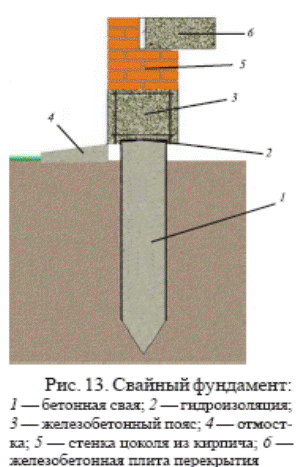 6
5
3
4
2
1
Рис. 13. Свайный фундамент:
1 — бетонная свая; 2 — гидроизоляция;
3 — железобетонный пояс; 4 — отмост-
ка; 5 — стенка цоколя из кирпича; 6 —
железобетонная плита перекрытия